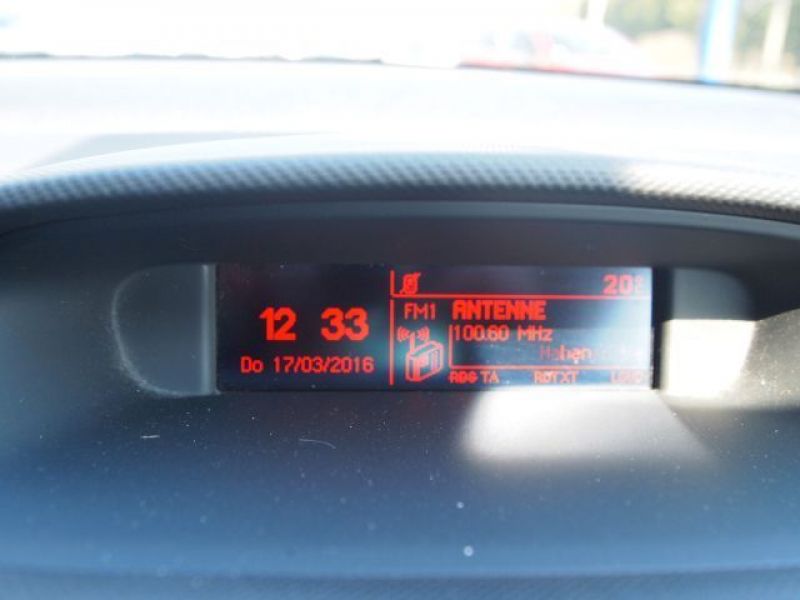 20°
12 33
FM1 ANTENNE
100.60 MHz
Do 17/03/2016
RDS TA RDTXT